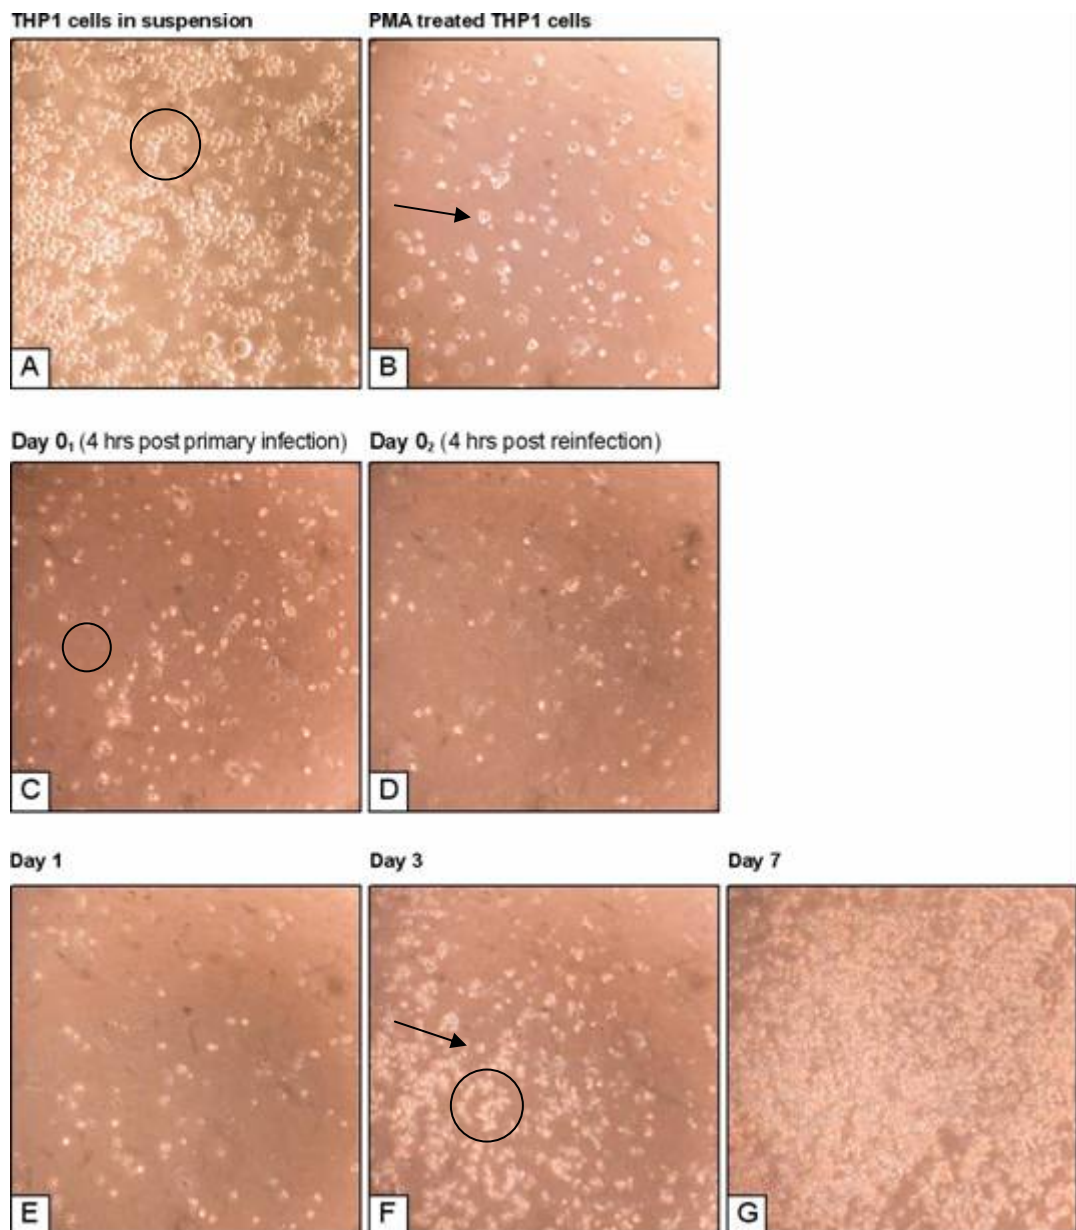 THP1 cells in suspension
PMA treated THP1 cells
A
B
Day 0₁ (4 hrs post primary infection)
Day 0₂ (4 hrs post reinfection)
C
D
Day 1
Day 3
Day 7
E
F
G